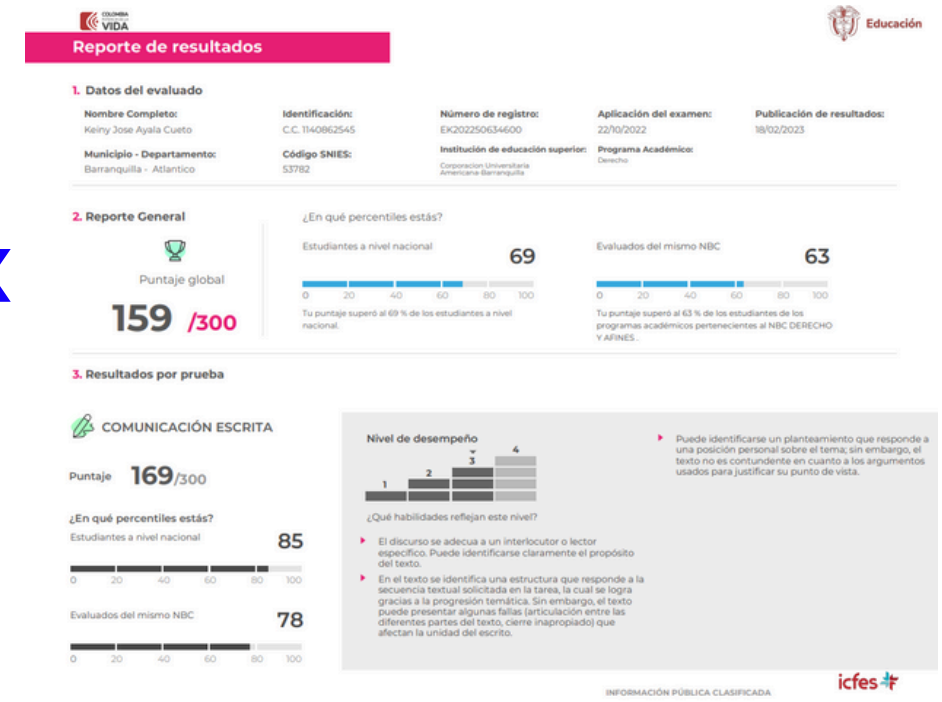 COLOMBIA
VIDA
Educación
Reporte de resultados
1. Datos del evaluado
Nombre Completo:
Keiny Jose Ayala Cueto
Identificación:
C.C. 1140862545
Número de registro:
EK202250634600
Aplicación del examen:
22/10/2022
Publicación de resultados:
18/02/2023
Municipio - Departamento:
Barranquilla - Atlantico
Código SNIES:
53782
Institución de educación superior:
Corporacion Universitaria
Americana-Barranquilla
Programa Académico:
Derecho
2. Reporte General
Puntaje global
159 /300
¿En qué percentiles estás?
Estudiantes a nivel nacional
69
0 20 40 60 80 100
Tu puntaje superó al 69 % de los estudiantes a nivel
nacional.
Evaluados del mismo NBC
63
0 20 40 60 80 100
Tu puntaje superó al 63 % de los estudiantes de los
programas académicos pertenecientes al NBC DERECHO
Y AFINES .
3. Resultados por prueba
COMUNICACIÓN ESCRITA
Puntaje 169/300
¿En qué percentiles estás?
Estudiantes a nivel nacional
85
0 20 40 60 80 100
Evaluados del mismo NBC
78
0 20 40 60 80 100
Nivel de desempeño
1 2 3 4
¿Qué habilidades reflejan este nivel?
El discurso se adecua a un interlocutor o lector
específico. Puede identificarse claramente el propósito
del texto.
En el texto se identifica una estructura que responde a la
secuencia textual solicitada en la tarea, la cual se logra
gracias a la progresión temática. Sin embargo, el texto
puede presentar algunas fallas (articulación entre las
diferentes partes del texto, cierre inapropiado) que
afectan la unidad del escrito.
Puede identificarse un planteamiento que responde a
una posición personal sobre el tema; sin embargo, el
texto no es contundente en cuanto a los argumentos
usados para justificar su punto de vista.
INFORMACIÓN PÚBLICA CLASIFICADA
icfes